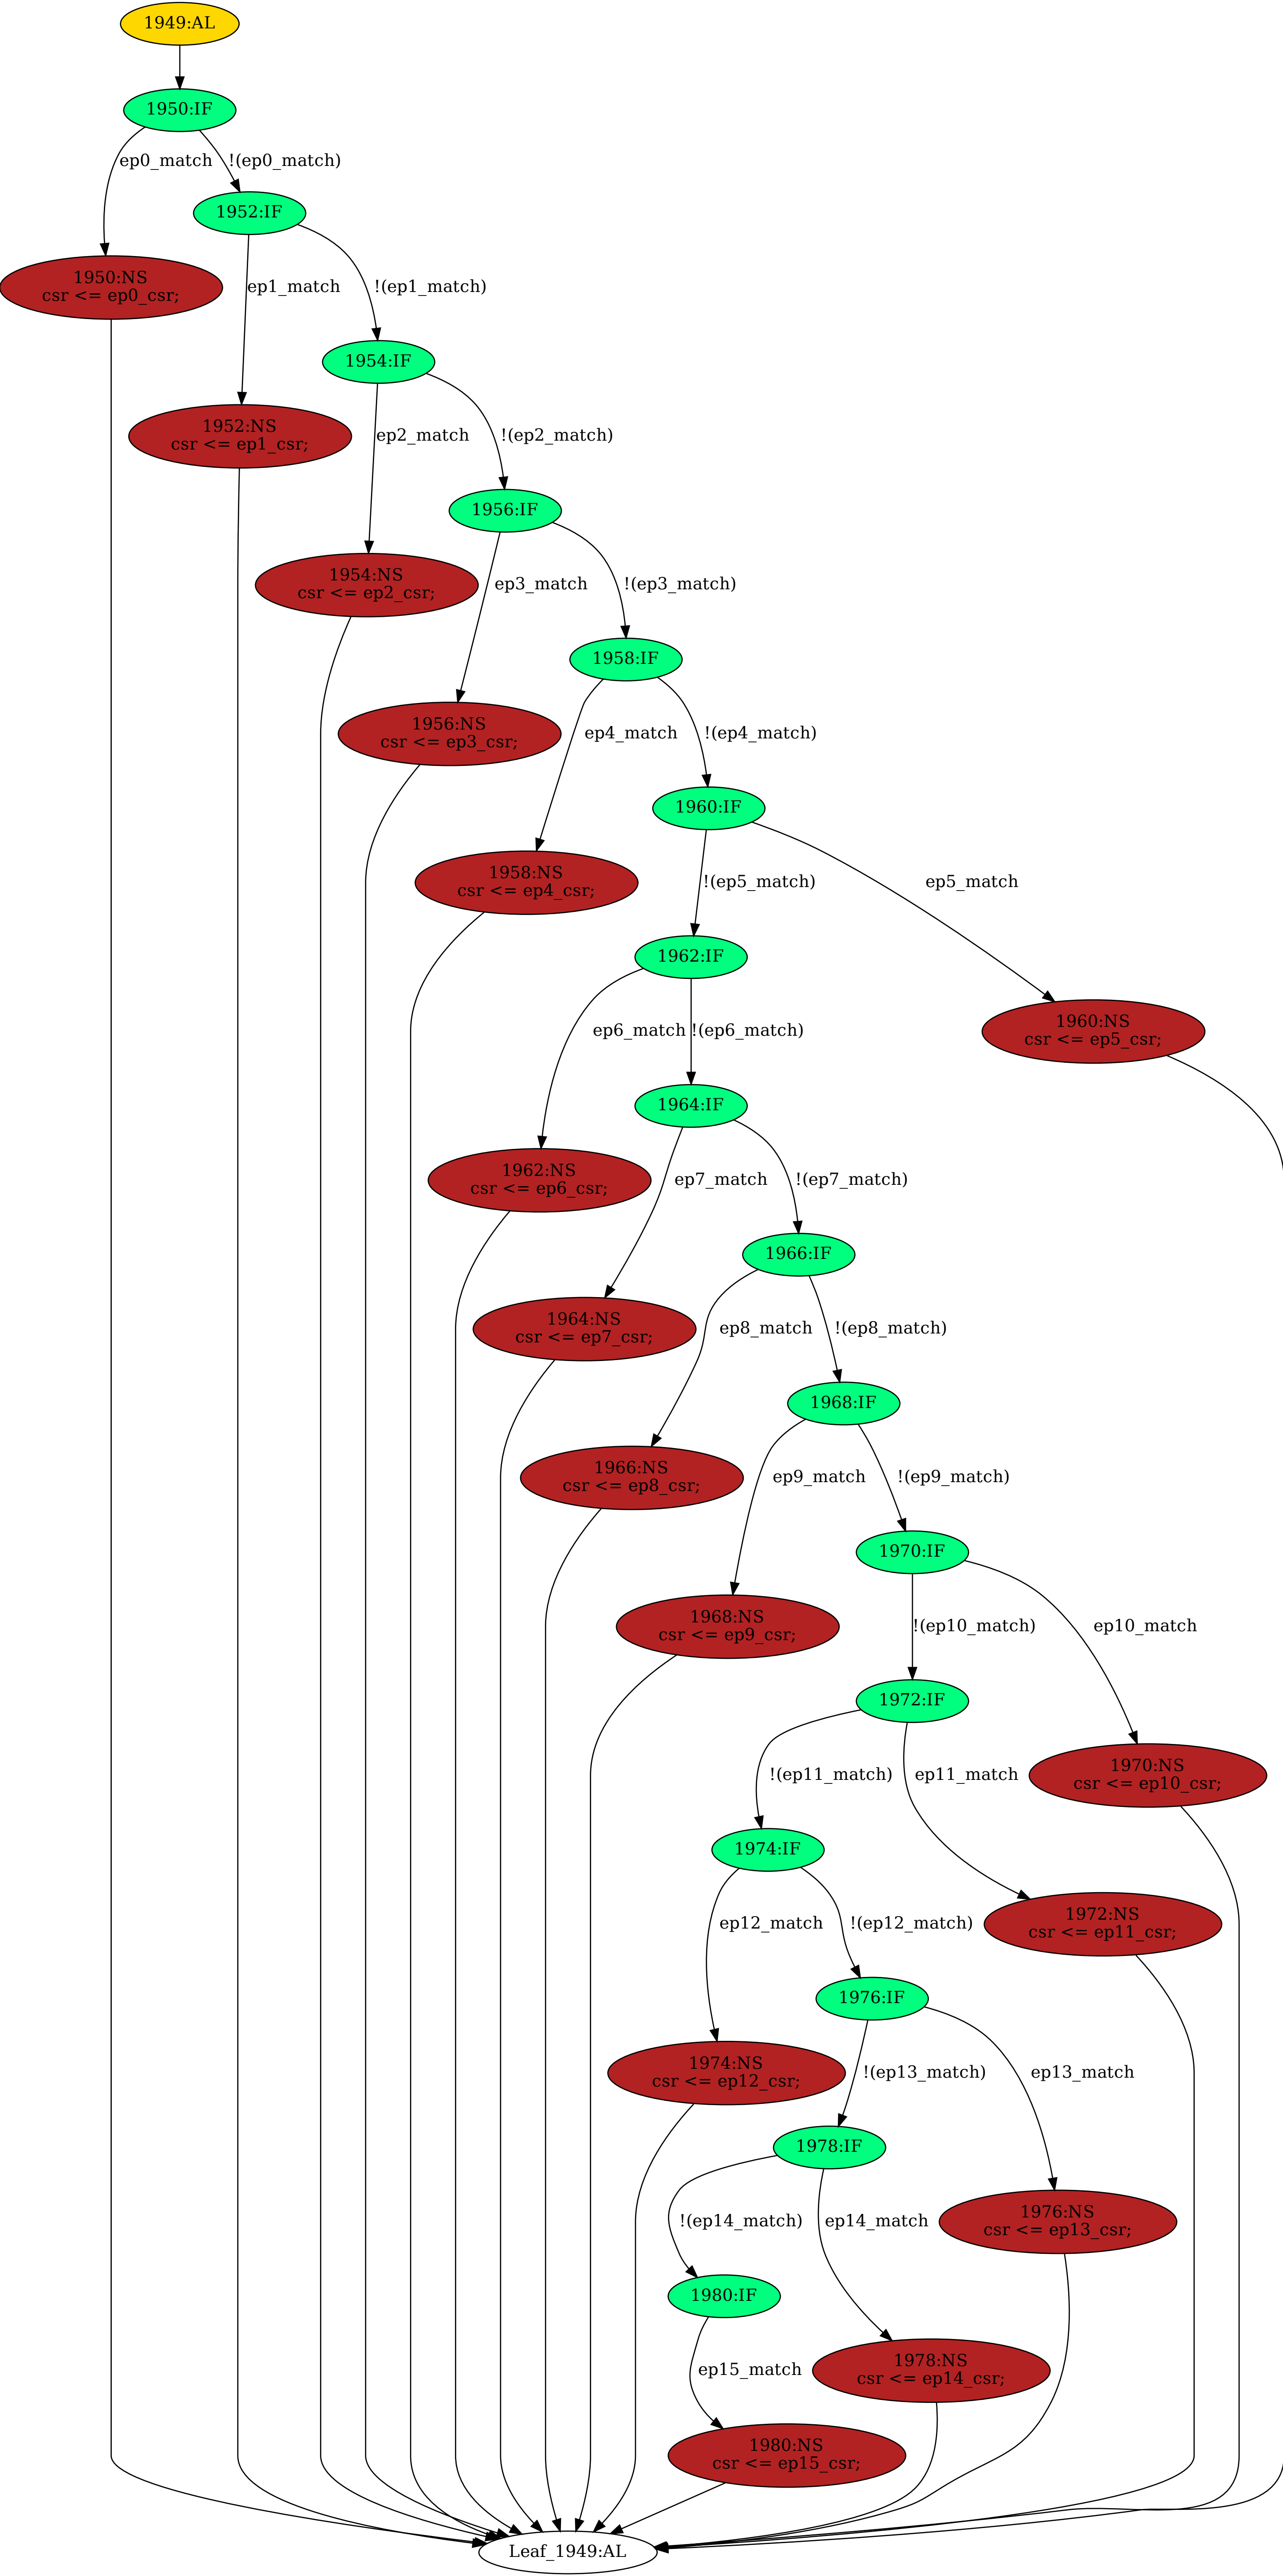 1949:AL
1950:IF
ep0_match
!(ep0_match)
1952:IF
1950:NS
csr <= ep0_csr;
ep1_match
!(ep1_match)
1954:IF
1952:NS
csr <= ep1_csr;
ep2_match
!(ep2_match)
1956:IF
1954:NS
csr <= ep2_csr;
ep3_match
!(ep3_match)
1958:IF
1956:NS
csr <= ep3_csr;
ep4_match
!(ep4_match)
1960:IF
1958:NS
csr <= ep4_csr;
!(ep5_match)
ep5_match
1962:IF
1960:NS
csr <= ep5_csr;
ep6_match
!(ep6_match)
1964:IF
1962:NS
csr <= ep6_csr;
ep7_match
!(ep7_match)
1966:IF
1964:NS
csr <= ep7_csr;
ep8_match
!(ep8_match)
1968:IF
1966:NS
csr <= ep8_csr;
ep9_match
!(ep9_match)
1970:IF
1968:NS
csr <= ep9_csr;
!(ep10_match)
ep10_match
1972:IF
1970:NS
csr <= ep10_csr;
!(ep11_match)
ep11_match
1974:IF
1972:NS
csr <= ep11_csr;
ep12_match
!(ep12_match)
1976:IF
1974:NS
csr <= ep12_csr;
!(ep13_match)
ep13_match
1978:IF
1976:NS
csr <= ep13_csr;
!(ep14_match)
ep14_match
1980:IF
1978:NS
csr <= ep14_csr;
ep15_match
1980:NS
csr <= ep15_csr;
Leaf_1949:AL